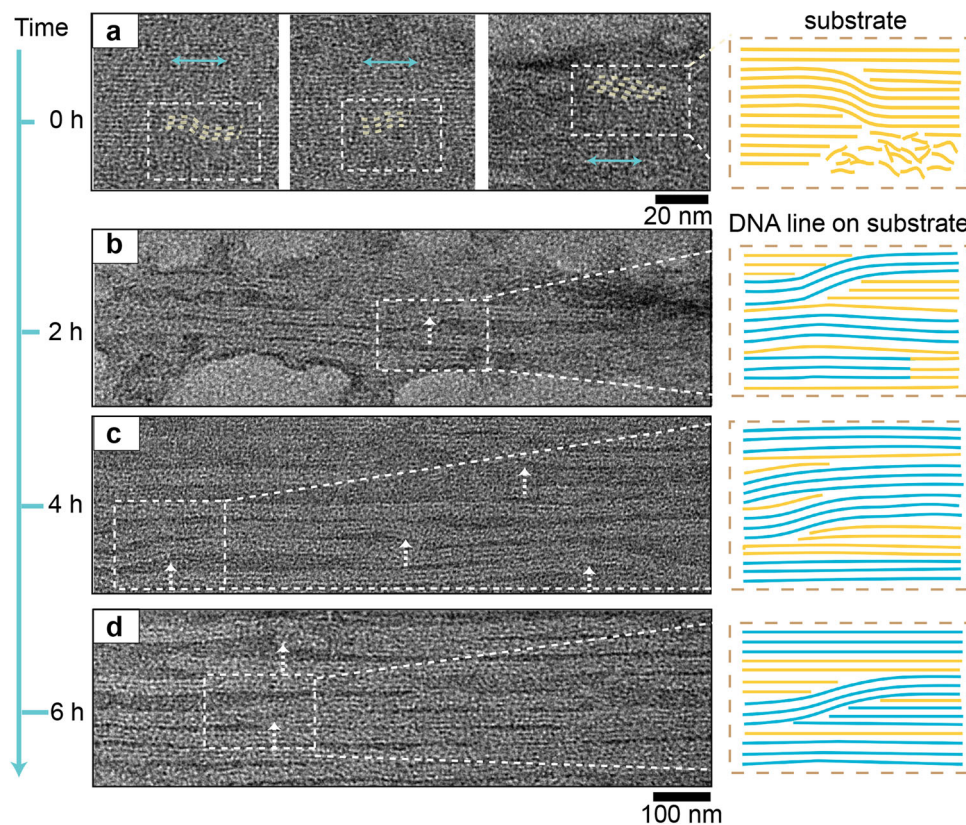 Time
a
substrate
0 h
20 nm
b
DNA line on substrate
2 h
c
4 h
d
6 h
100 nm